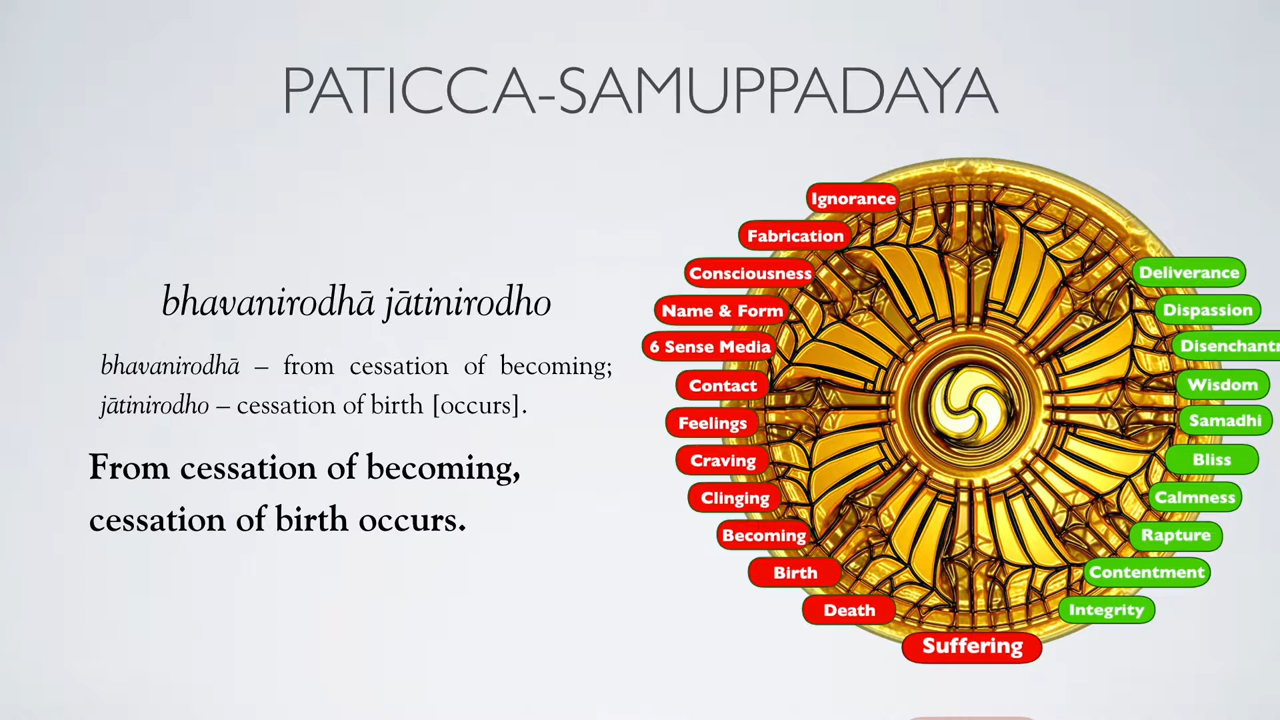 PATICCA-SAMUPPADAYA
bhavanirodhā jātinirodho
bhavanirodhā – from cessation of becoming;
jātinirodho – cessation of birth [occurs].
From cessation of becoming,
cessation of birth occurs.
Ignorance
Fabrication
Consciousness
Name & Form
6 Sense Media
Contact
Feelings
Craving
Clinging
Becoming
Birth
Death
Suffering
Deliverance
Dispassion
Disenchantm
Wisdom
Samadhi
Bliss
Calmness
Rapture
Contentment
Integrity